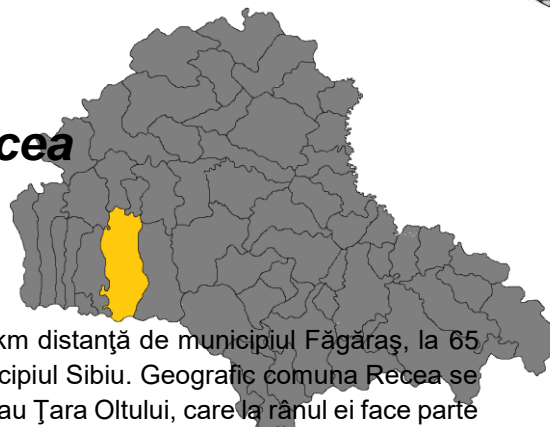 cea
km distanţă de municipiul Făgăraş, la 65
cipiul Sibiu. Geografic comuna Recea se
au Ţara Oltului, care la rânul ei face parte